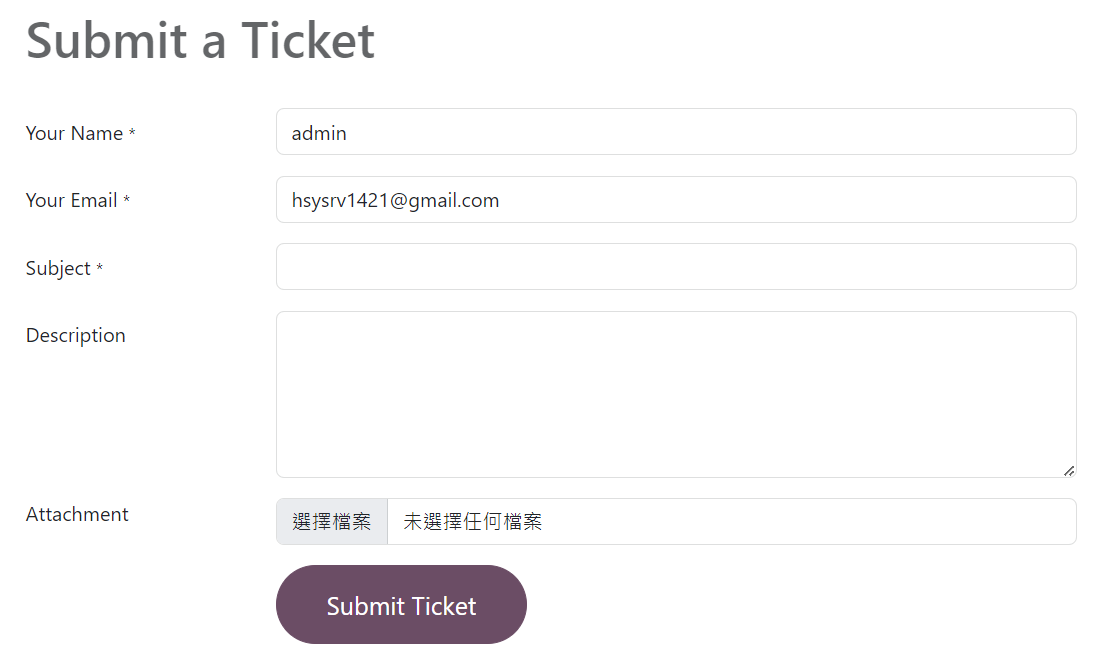 Submit a Ticket
Your Name *
admin
Your Email *
hsysrv1421@gmail.com
Subject *
Description
Attachment
選擇檔案 未選擇任何檔案
Submit Ticket